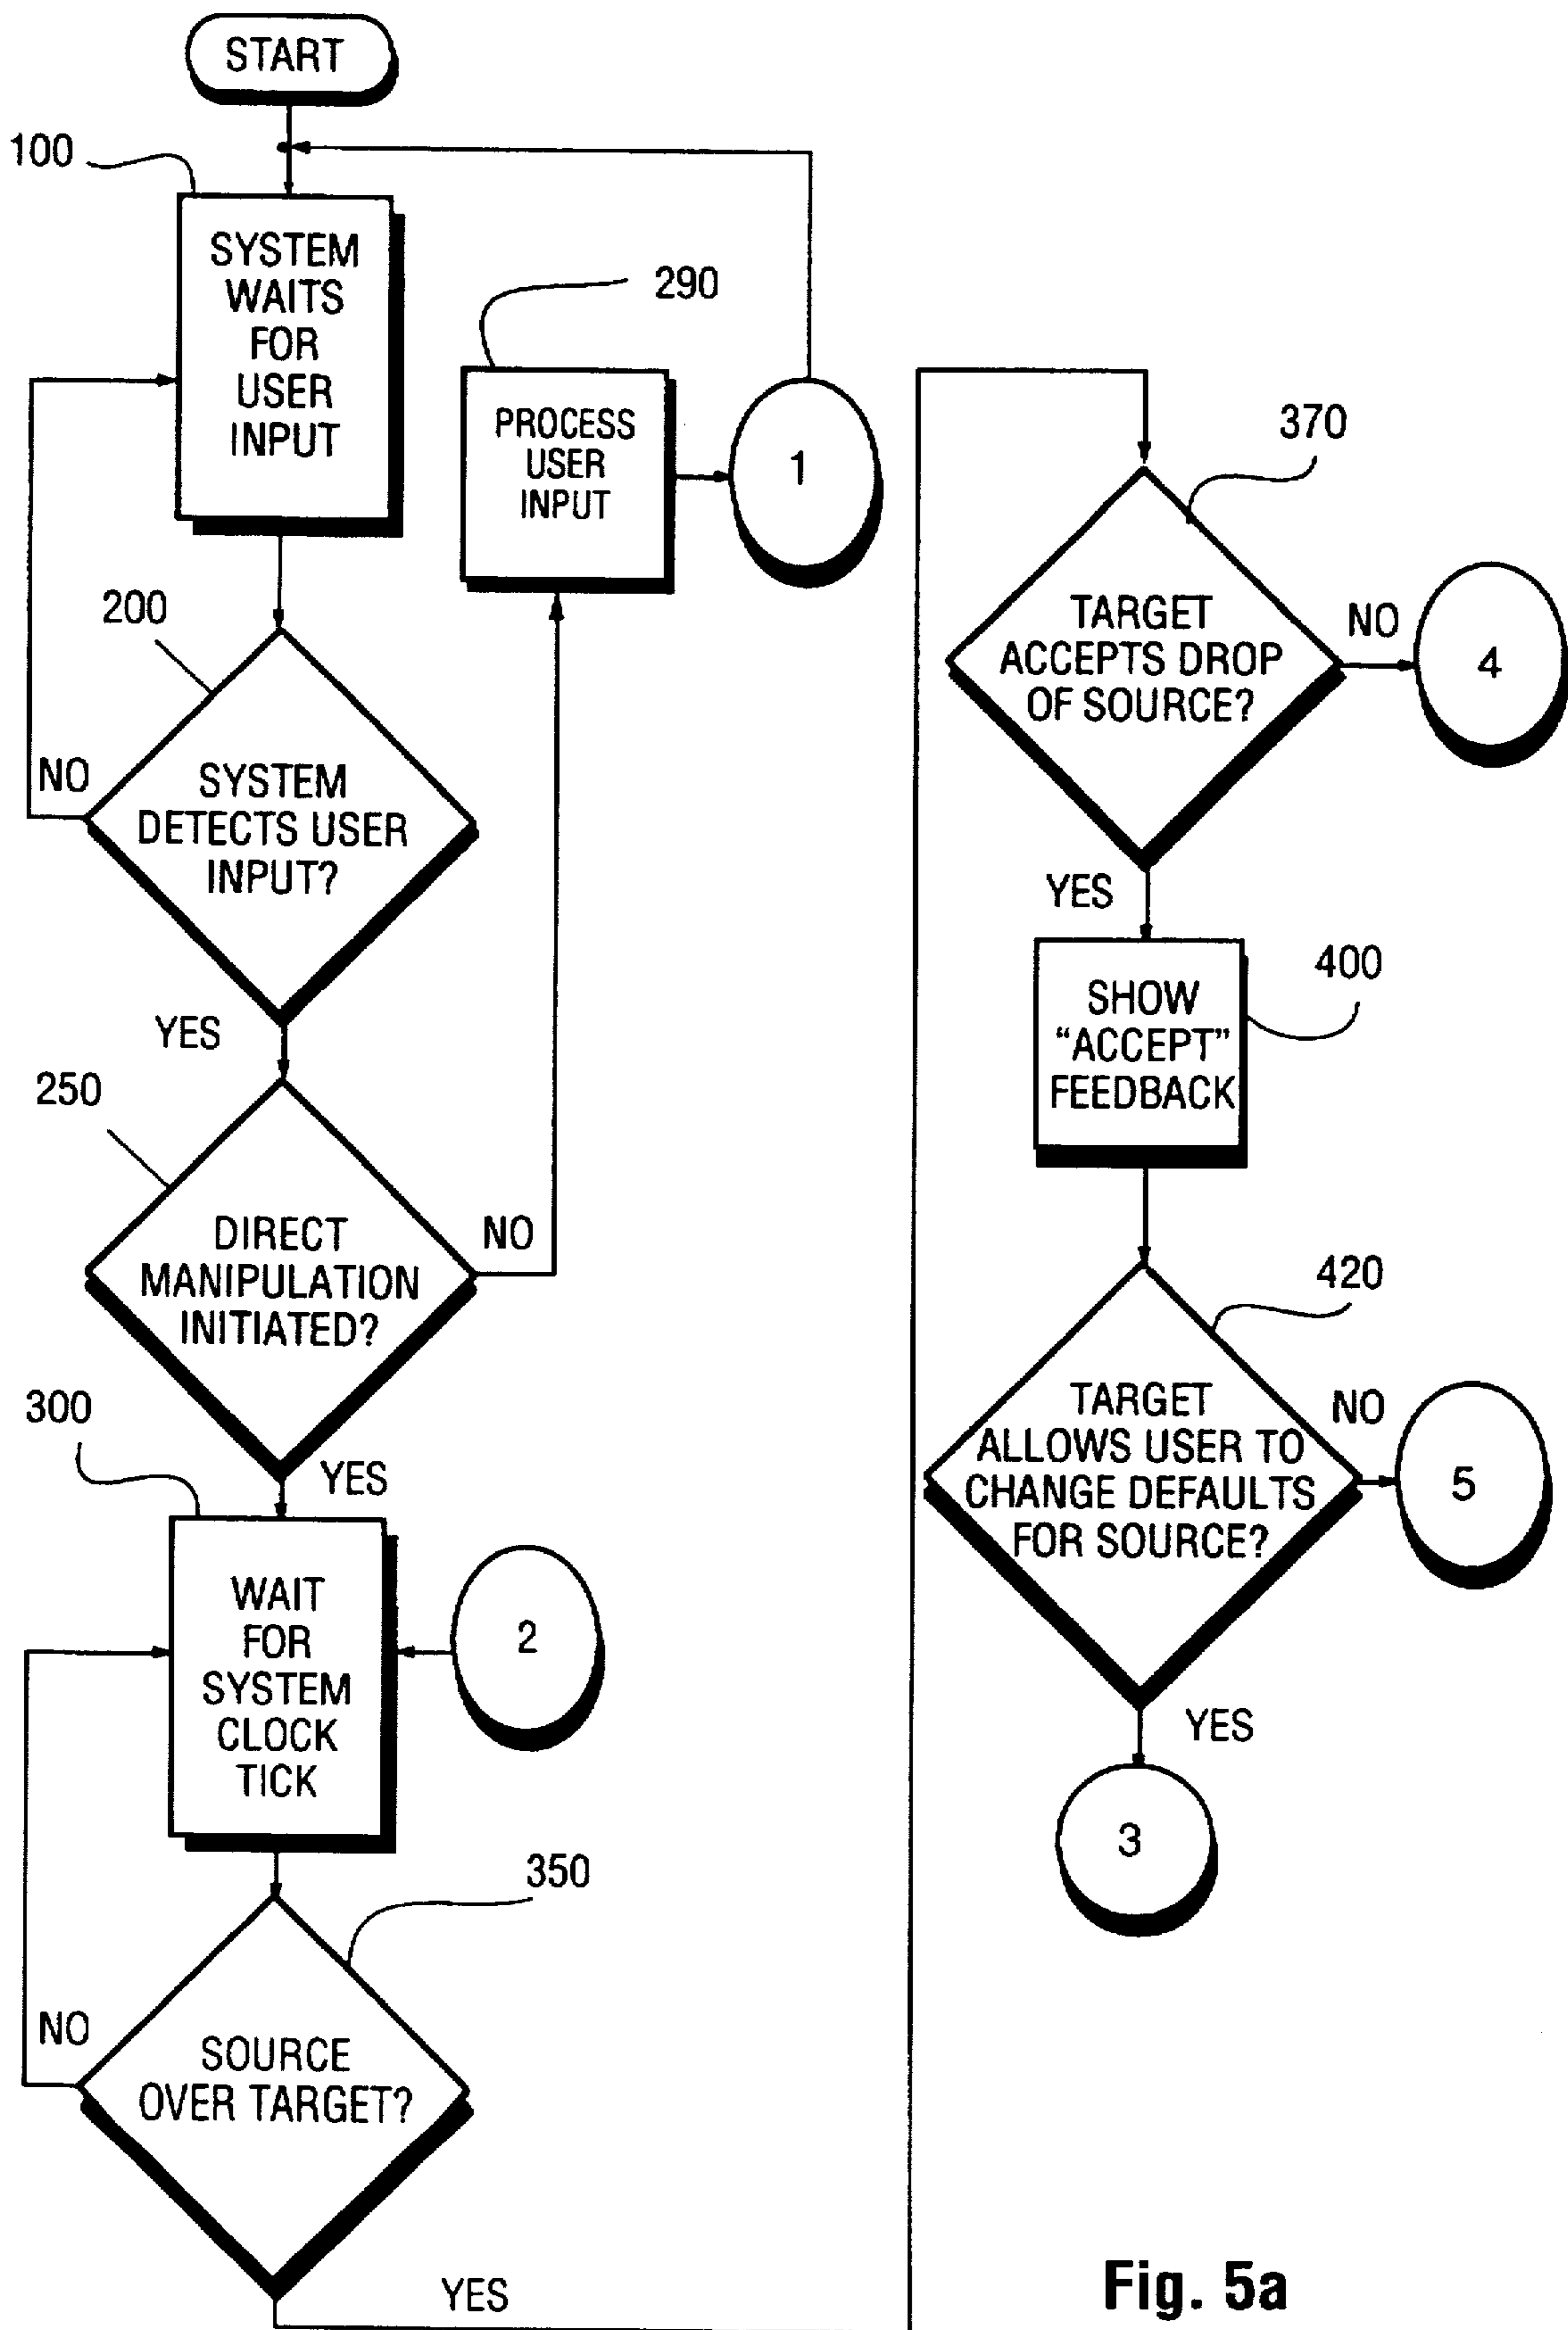 START
100
SYSTEM
WAITS
FOR
USER
INPUT
290
PROCESS
USER
INPUT
1
200
NO
SYSTEM
DETECTS USER
INPUT?
YES
250
DIRECT
MANIPULATION
INITIATED?
NO
YES
300
WAIT
FOR
SYSTEM
CLOCK
TICK
2
350
NO
SOURCE
OVER TARGET?
YES
370
TARGET
ACCEPTS DROP
OF SOURCE?
NO
4
YES
400
SHOW
“ACCEPT”
FEEDBACK
420
TARGET
ALLOWS USER TO
CHANGE DEFAULTS
FOR SOURCE?
NO
5
YES
3
Fig. 5a